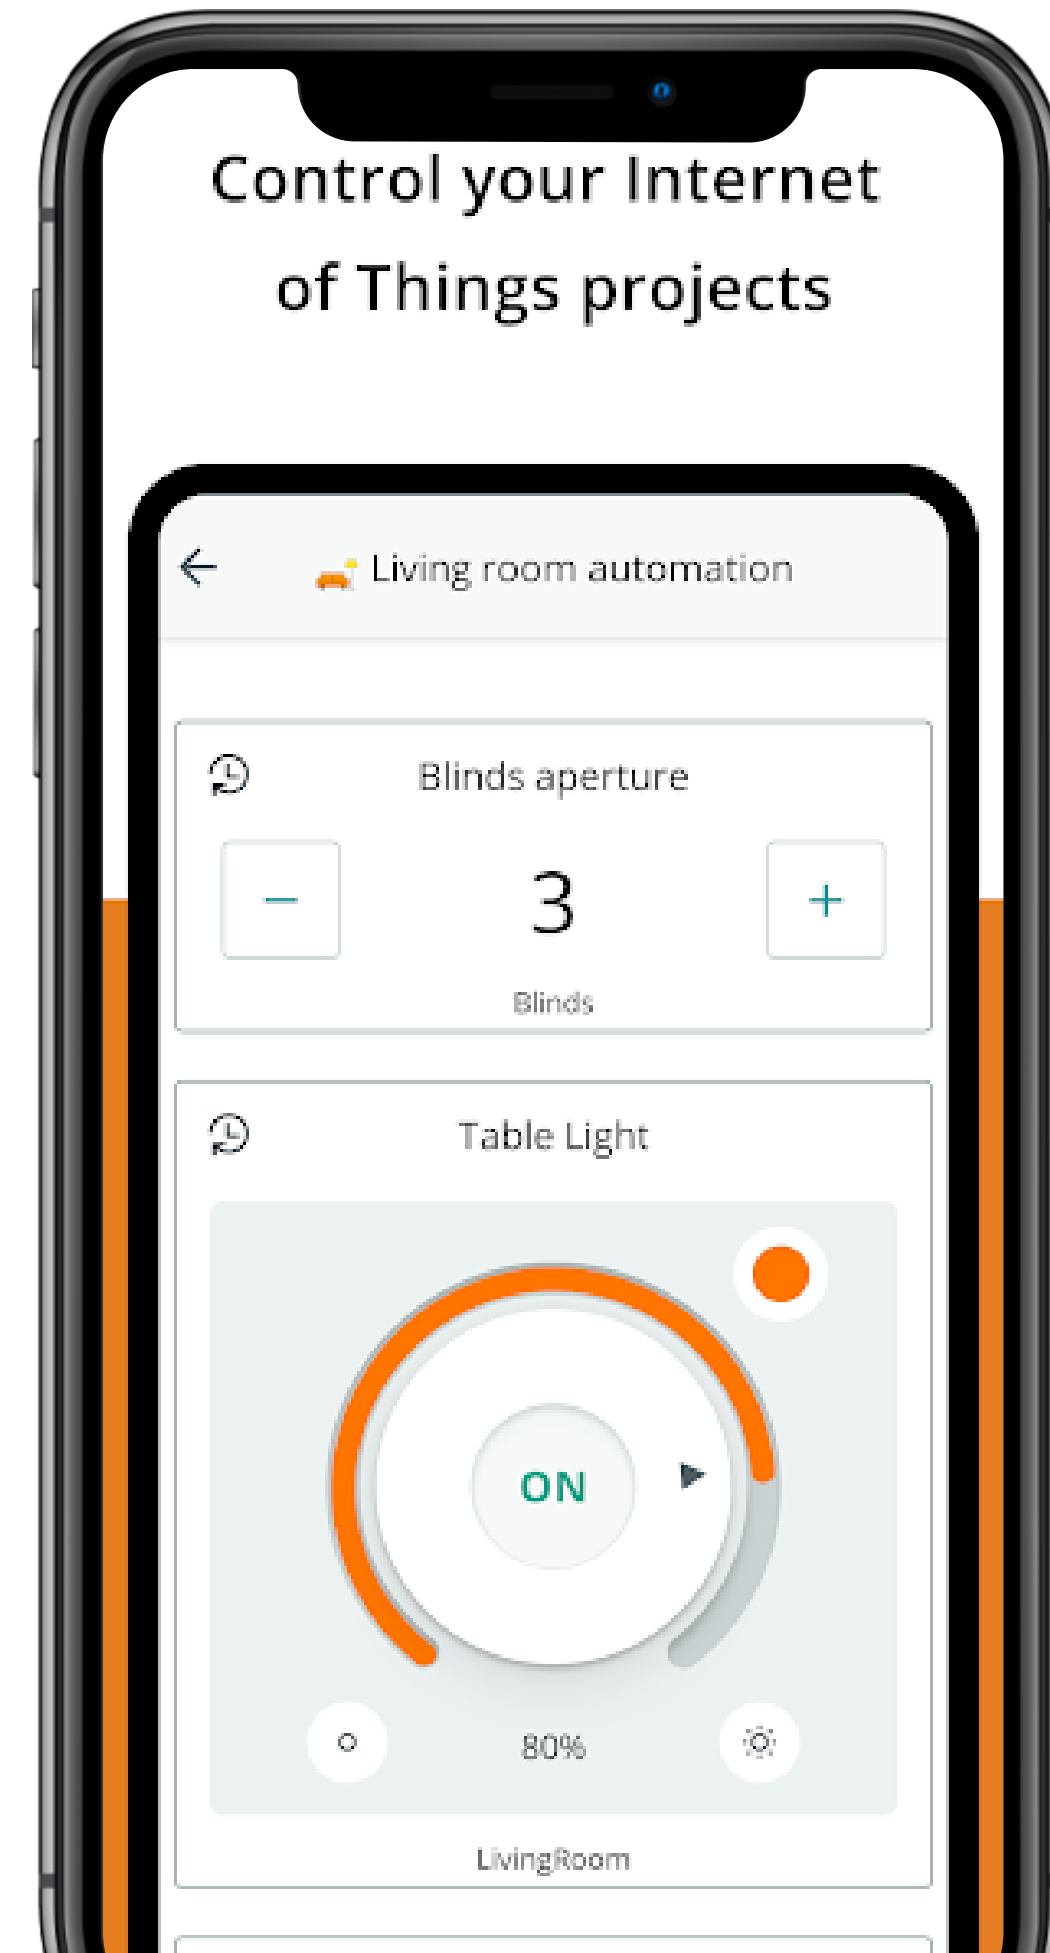 Control your Internet
of Things projects
Living room automation
Blinds aperture
3
Blinds
Table Light
ON
80%
LivingRoom